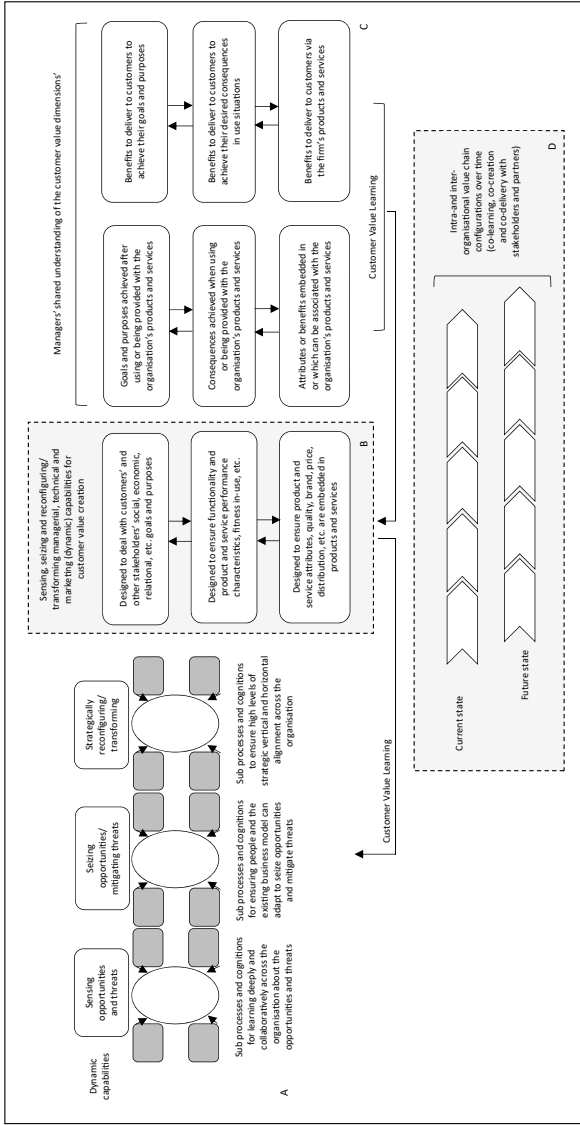 Dynamic
capabilities
Sensing
opportunities
and threats
Seizing
opportunities/
mitigating threats
Strategically
reconfiguring/
transforming
Sub processes and cognitions
for learning deeply and
collaboratively across the
organisation about the
opportunities and threats
Sub processes and cognitions
for ensuring people and the
existing business model can
adapt to seize opportunities
and mitigate threats
Sub processes and cognitions
to ensure high levels of
strategic vertical and horizontal
alignment across the
organisation
A
Sensing, seizing and reconfiguring/
transforming managerial, technical and
marketing (dynamic) capabilities for
customer value creation
Designed to deal with customers' and
other stakeholders' social, economic,
relational, etc. goals and purposes
Designed to ensure functionality and
product and service performance
characteristics, fitness in-use, etc.
Designed to ensure product and
service attributes, quality, brand, price,
distribution, etc. are embedded in
products and services
B
Managers' shared understanding of the customer value dimensions'
Goals and purposes achieved after
using or being provided with the
organisation's products and services
Consequences achieved when using
or being provided with the
organisation's products and services
Attributes or benefits embedded in
or which can be associated with the
organisation's products and services
Benefits to deliver to customers to
achieve their goals and purposes
Benefits to deliver to customers to
achieve their desired consequences
in use situations
Benefits to deliver to customers via
the firm's products and services
C
Customer Value Learning
Customer Value Learning
Current state
Future state
Intra-and inter-
organisational value chain
configurations over time
(co-learning, co-creation
and co-delivery with
stakeholders and partners)
D